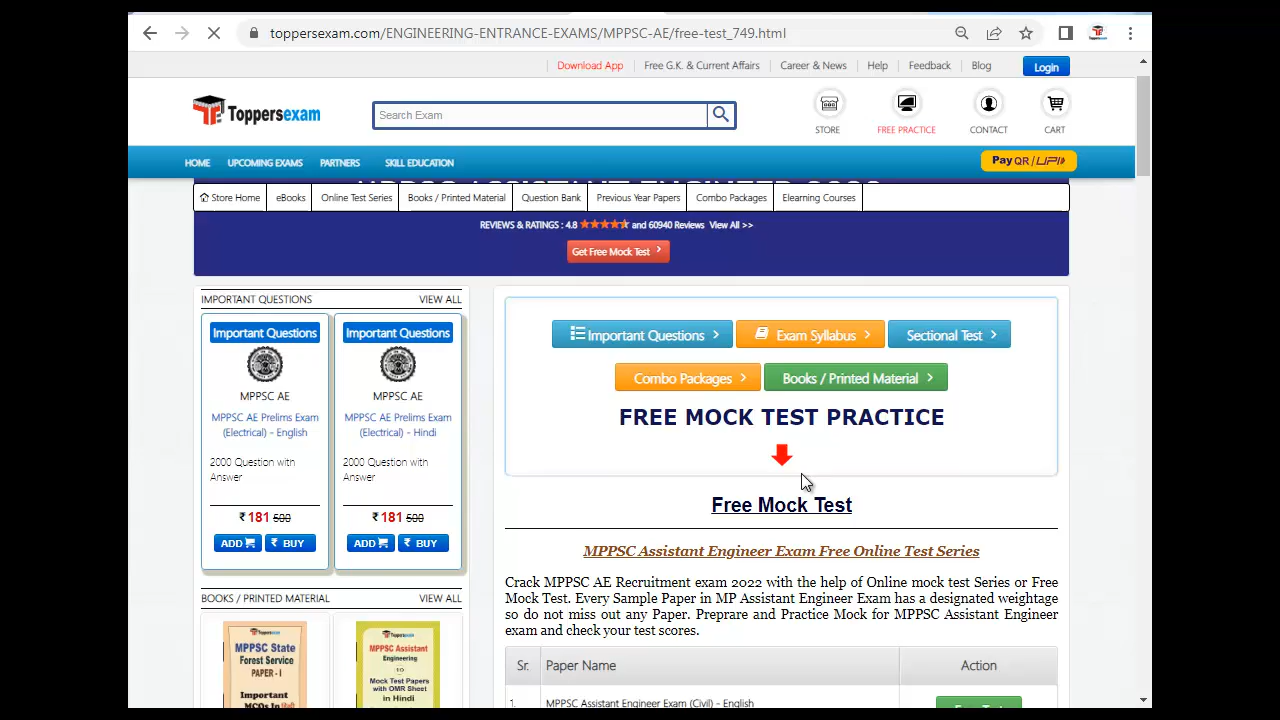 toppersexam.com/ENGINEERING-ENTRANCE-EXAMS/MPPSC-AE/free-test_749.html
Download App Free G.K. & Current Affairs Career & News Help Feedback Blog Login
Toppersexam
Search Exam
STORE FREE PRACTICE CONTACT CART
HOME UPCOMING EXAMS PARTNERS SKILL EDUCATION Pay QR / UPI
Store Home eBooks Online Test Series Books / Printed Material Question Bank Previous Year Papers Combo Packages Elearning Courses
REVIEWS & RATINGS : 4.8 and 60940 Reviews View All >>
Get Free Mock Test
IMPORTANT QUESTIONS VIEW ALL
Important Questions
MPPSC AE
MPPSC AE Prelims Exam
(Electrical) - English
2000 Question with
Answer
₹ 181 500
ADD ₹ BUY
Important Questions
MPPSC AE
MPPSC AE Prelims Exam
(Electrical) - Hindi
2000 Question with
Answer
₹ 181 500
ADD ₹ BUY
BOOKS / PRINTED MATERIAL VIEW ALL
Toppersexam
MPPSC State
Forest Service
PAPER - I
Important
Toppersexam
MPPSC Assistant
Engineering
10
Mock Test Papers
with OMR Sheet
in Hindi
Important Questions Exam Syllabus Sectional Test
Combo Packages Books / Printed Material
FREE MOCK TEST PRACTICE
Free Mock Test
MPPSC Assistant Engineer Exam Free Online Test Series
Crack MPPSC AE Recruitment exam 2022 with the help of Online mock test Series or Free
Mock Test. Every Sample Paper in MP Assistant Engineer Exam has a designated weightage
so do not miss out any Paper. Preprare and Practice Mock for MPPSC Assistant Engineer
exam and check your test scores.
Sr. Paper Name Action
1. MPPSC Assistant Engineer Exam (Civil) - English